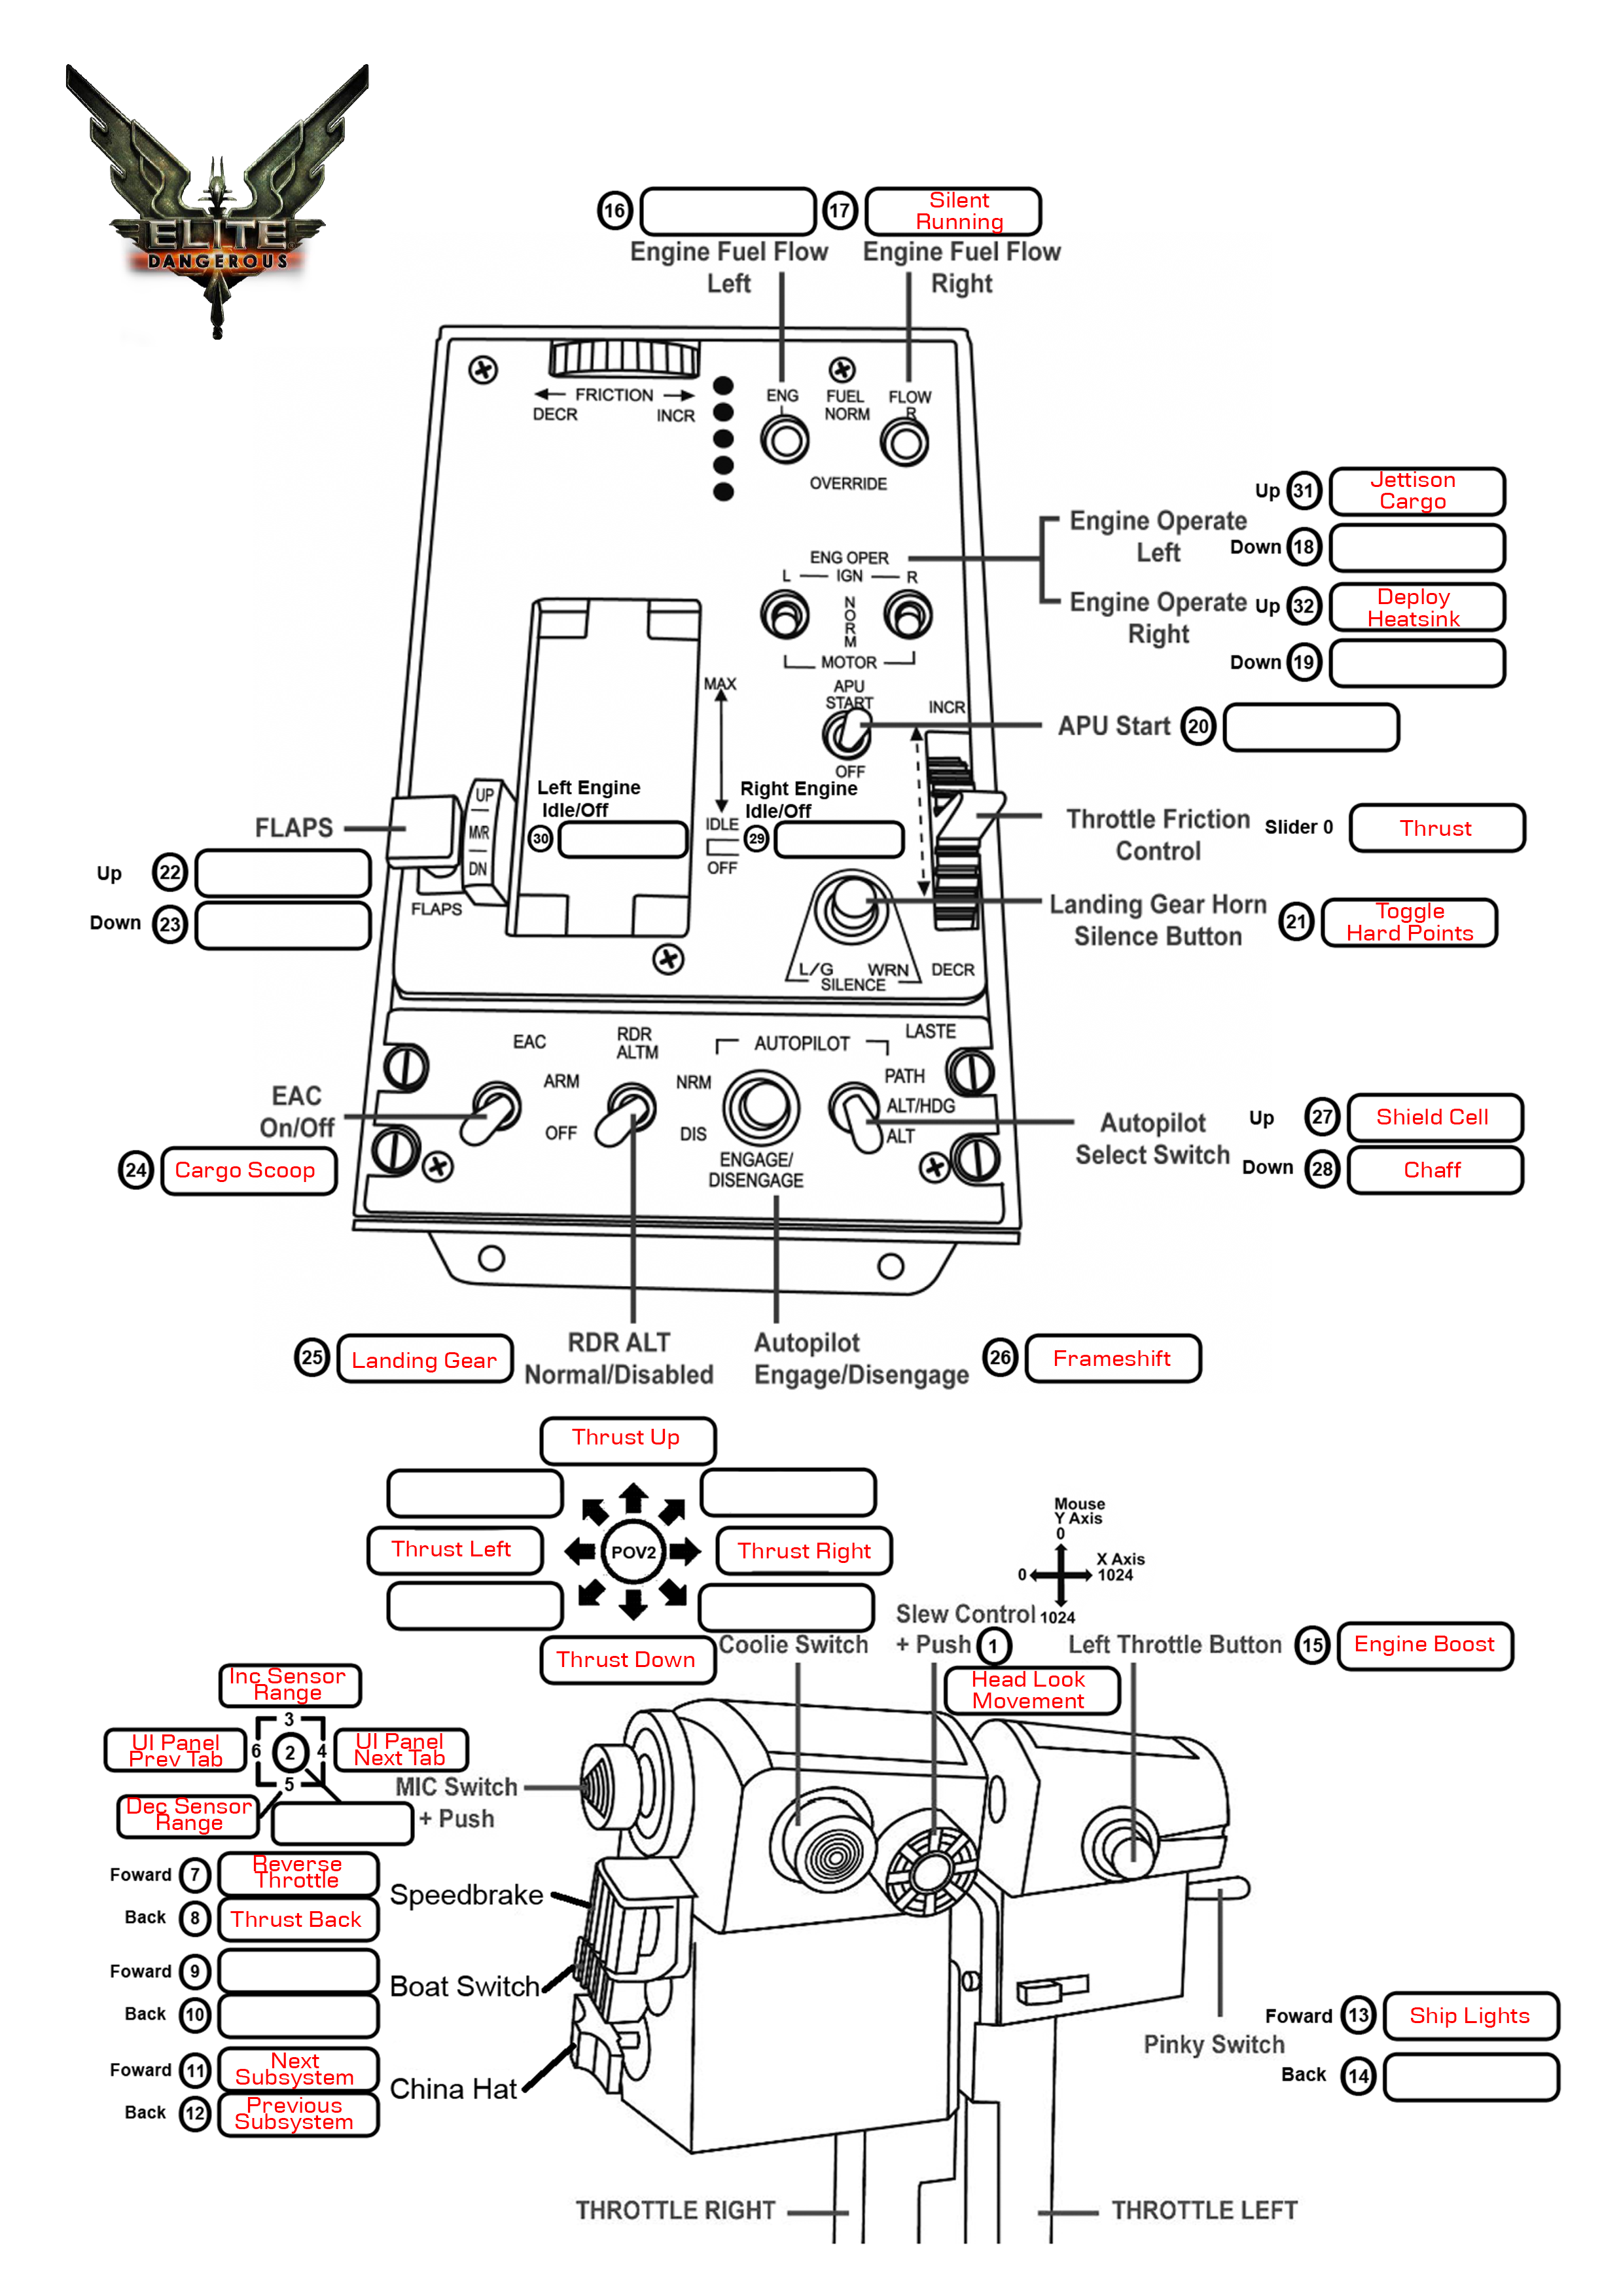 ELITE
DANGEROUS
16
17
Silent
Running
Engine Fuel Flow
Left
Engine Fuel Flow
Right
FRICTION
DECR
INCR
ENG
L
FUEL
NORM
FLOW
R
OVERRIDE
Up 31
Jettison
Cargo
Engine Operate
Left
Down 18
ENG OPER
L IGN R
NORM
MOTOR
Engine Operate
Right
Up 32
Deploy
Heatsink
Down 19
MAX
APU
START
OFF
INCR
APU Start 20
Left Engine
Idle/Off
30
Right Engine
Idle/Off
29
IDLE
OFF
FLAPS
UP
MVR
DN
FLAPS
Up 22
Down 23
Throttle Friction
Control
Slider 0
Thrust
Landing Gear Horn
Silence Button
21
Toggle
Hard Points
L/G WRN
SILENCE
DECR
EAC
ARM
OFF
RDR
ALTM
NRM
DIS
AUTOPILOT
LASTE
PATH
ALT/HDG
ALT
ENGAGE/
DISENGAGE
EAC
On/Off
24
Cargo Scoop
Autopilot
Select Switch
Up 27
Shield Cell
Down 28
Chaff
25
Landing Gear
RDR ALT
Normal/Disabled
Autopilot
Engage/Disengage
26
Frameshift
Thrust Up
Thrust Left
POV2
Thrust Right
Thrust Down
Mouse
Y Axis
0
X Axis
0
1024
1024
Coolie Switch
Slew Control
+ Push 1
Head Look
Movement
Left Throttle Button 15
Engine Boost
Inc Sensor
Range
3
UI Panel
Prev Tab
6
2
4
UI Panel
Next Tab
5
Dec Sensor
Range
MIC Switch
+ Push
Foward 7
Reverse
Throttle
Back 8
Thrust Back
Speedbrake
Foward 9
Back 10
Boat Switch
Foward 11
Next
Subsystem
Back 12
Previous
Subsystem
China Hat
Pinky Switch
Foward 13
Ship Lights
Back 14
THROTTLE RIGHT
THROTTLE LEFT